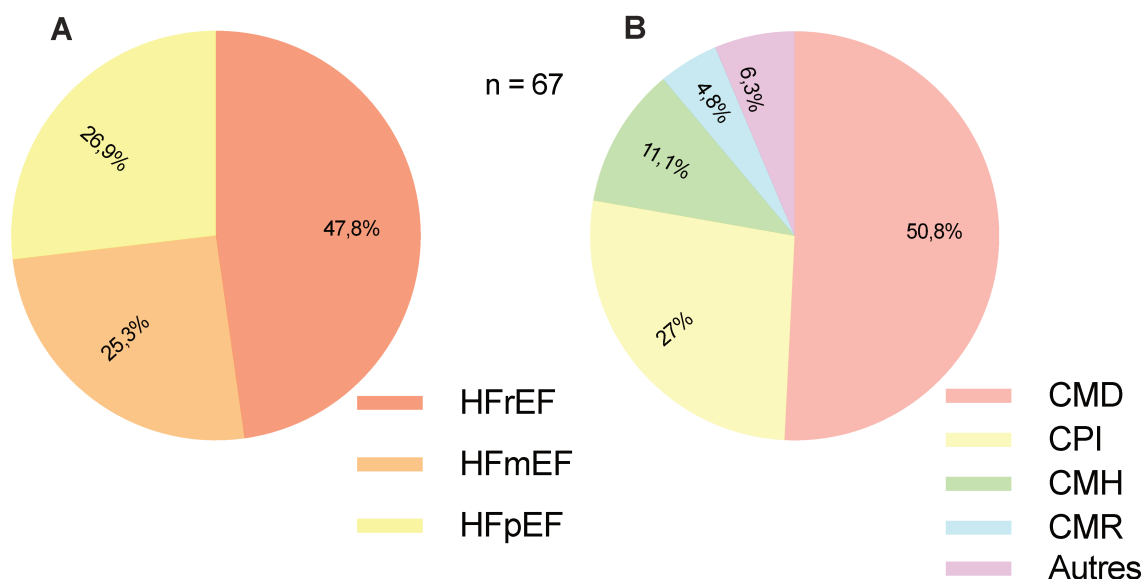 A
26,9%
47,8%
25,3%
HFrEF
HFmEF
HFpEF
n = 67
B
6,3%
4,8%
11,1%
50,8%
27%
CMD
CPI
CMH
CMR
Autres